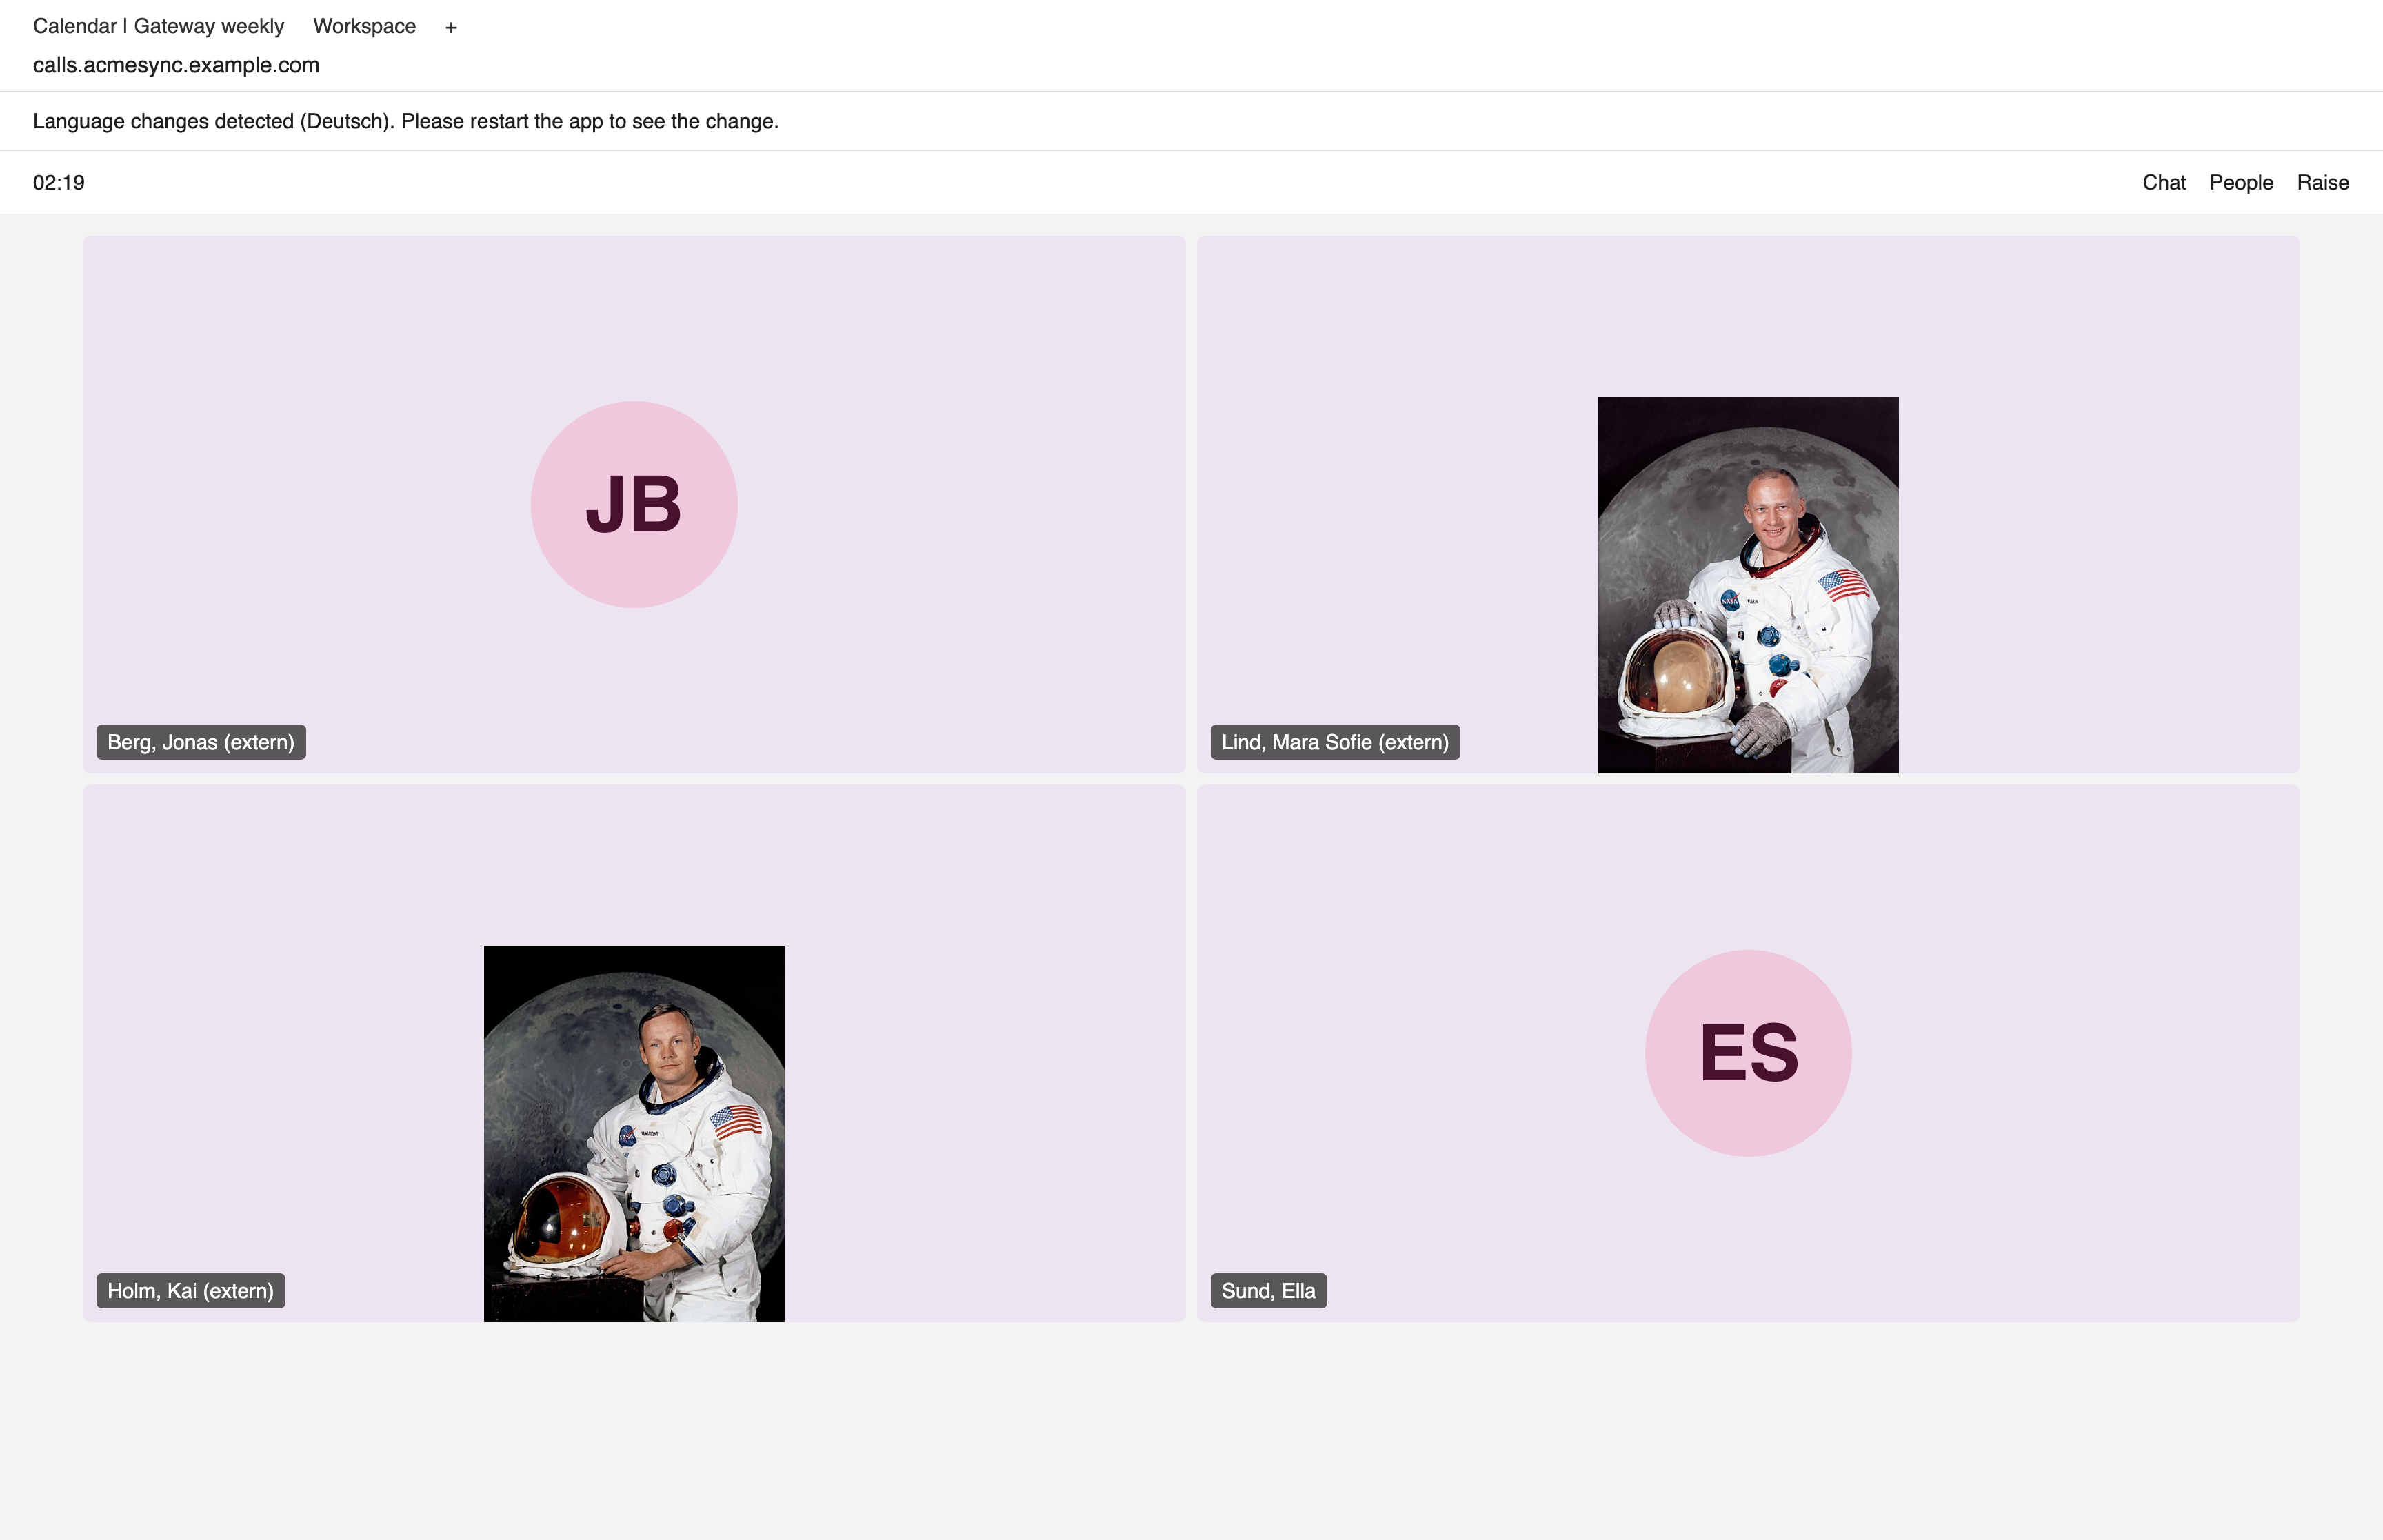 Calendar | Gateway weekly Workspace +
calls.acmesync.example.com
Language changes detected (Deutsch). Please restart the app to see the change.
02:19 Chat People Raise
JB
Berg, Jonas (extern)
NASA
Lind, Mara Sofie (extern)
NASA
Holm, Kai (extern)
ES
Sund, Ella